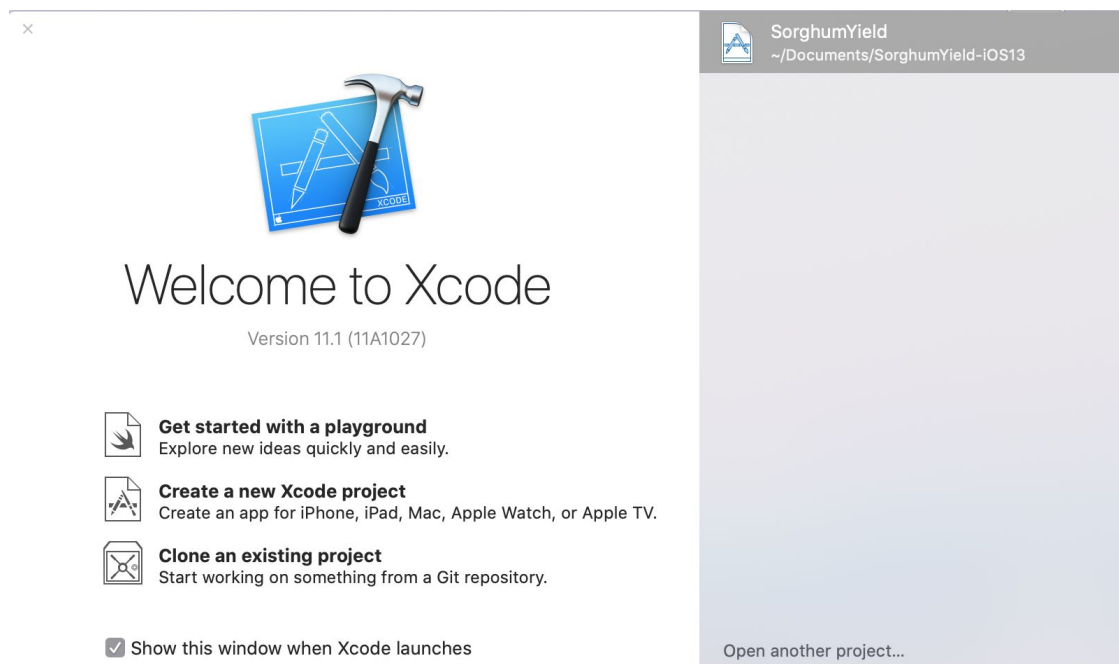 SorghumYield
~/Documents/SorghumYield-iOS13
XCODE
Welcome to Xcode
Version 11.1 (11A1027)
Get started with a playground
Explore new ideas quickly and easily.
Create a new Xcode project
Create an app for iPhone, iPad, Mac, Apple Watch, or Apple TV.
Clone an existing project
Start working on something from a Git repository.
Show this window when Xcode launches
Open another project...